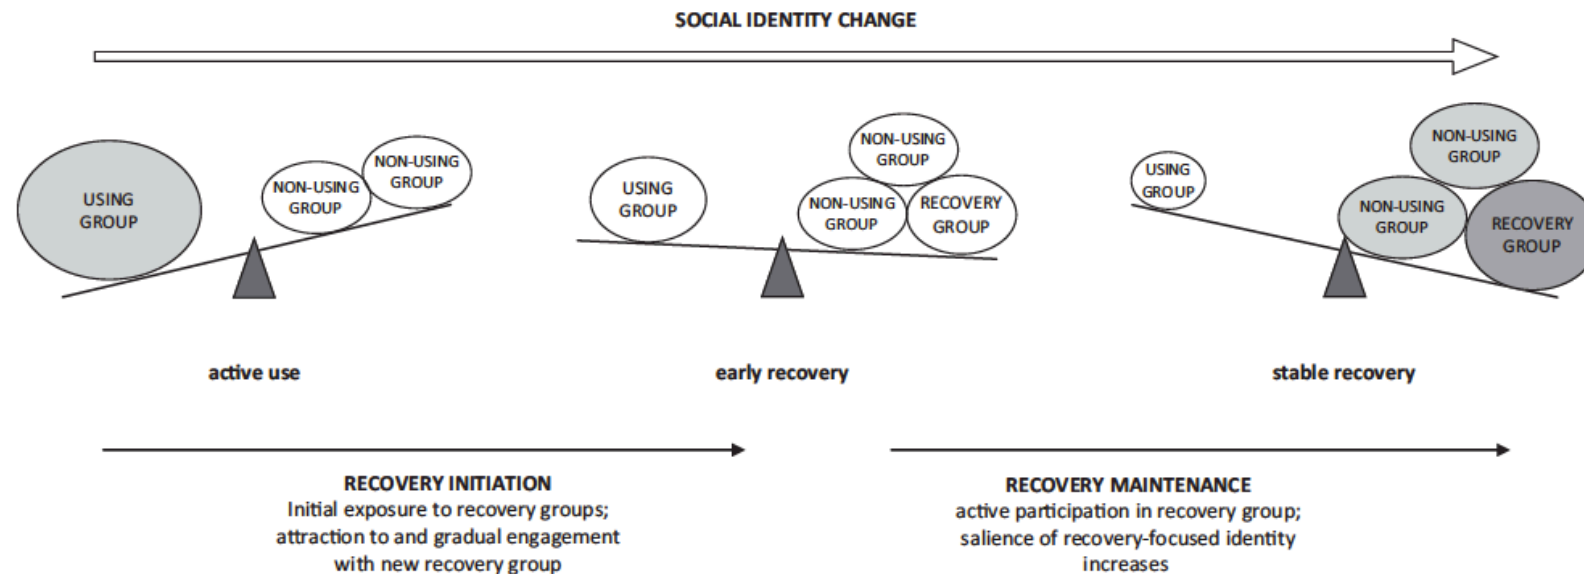 SOCIAL IDENTITY CHANGE
USING
GROUP
NON-USING
GROUP
NON-USING
GROUP
USING
GROUP
NON-USING
GROUP
NON-USING
GROUP
RECOVERY
GROUP
USING
GROUP
NON-USING
GROUP
NON-USING
GROUP
RECOVERY
GROUP
active use
early recovery
stable recovery
RECOVERY INITIATION
Initial exposure to recovery groups;
attraction to and gradual engagement
with new recovery group
RECOVERY MAINTENANCE
active participation in recovery group;
salience of recovery-focused identity
increases